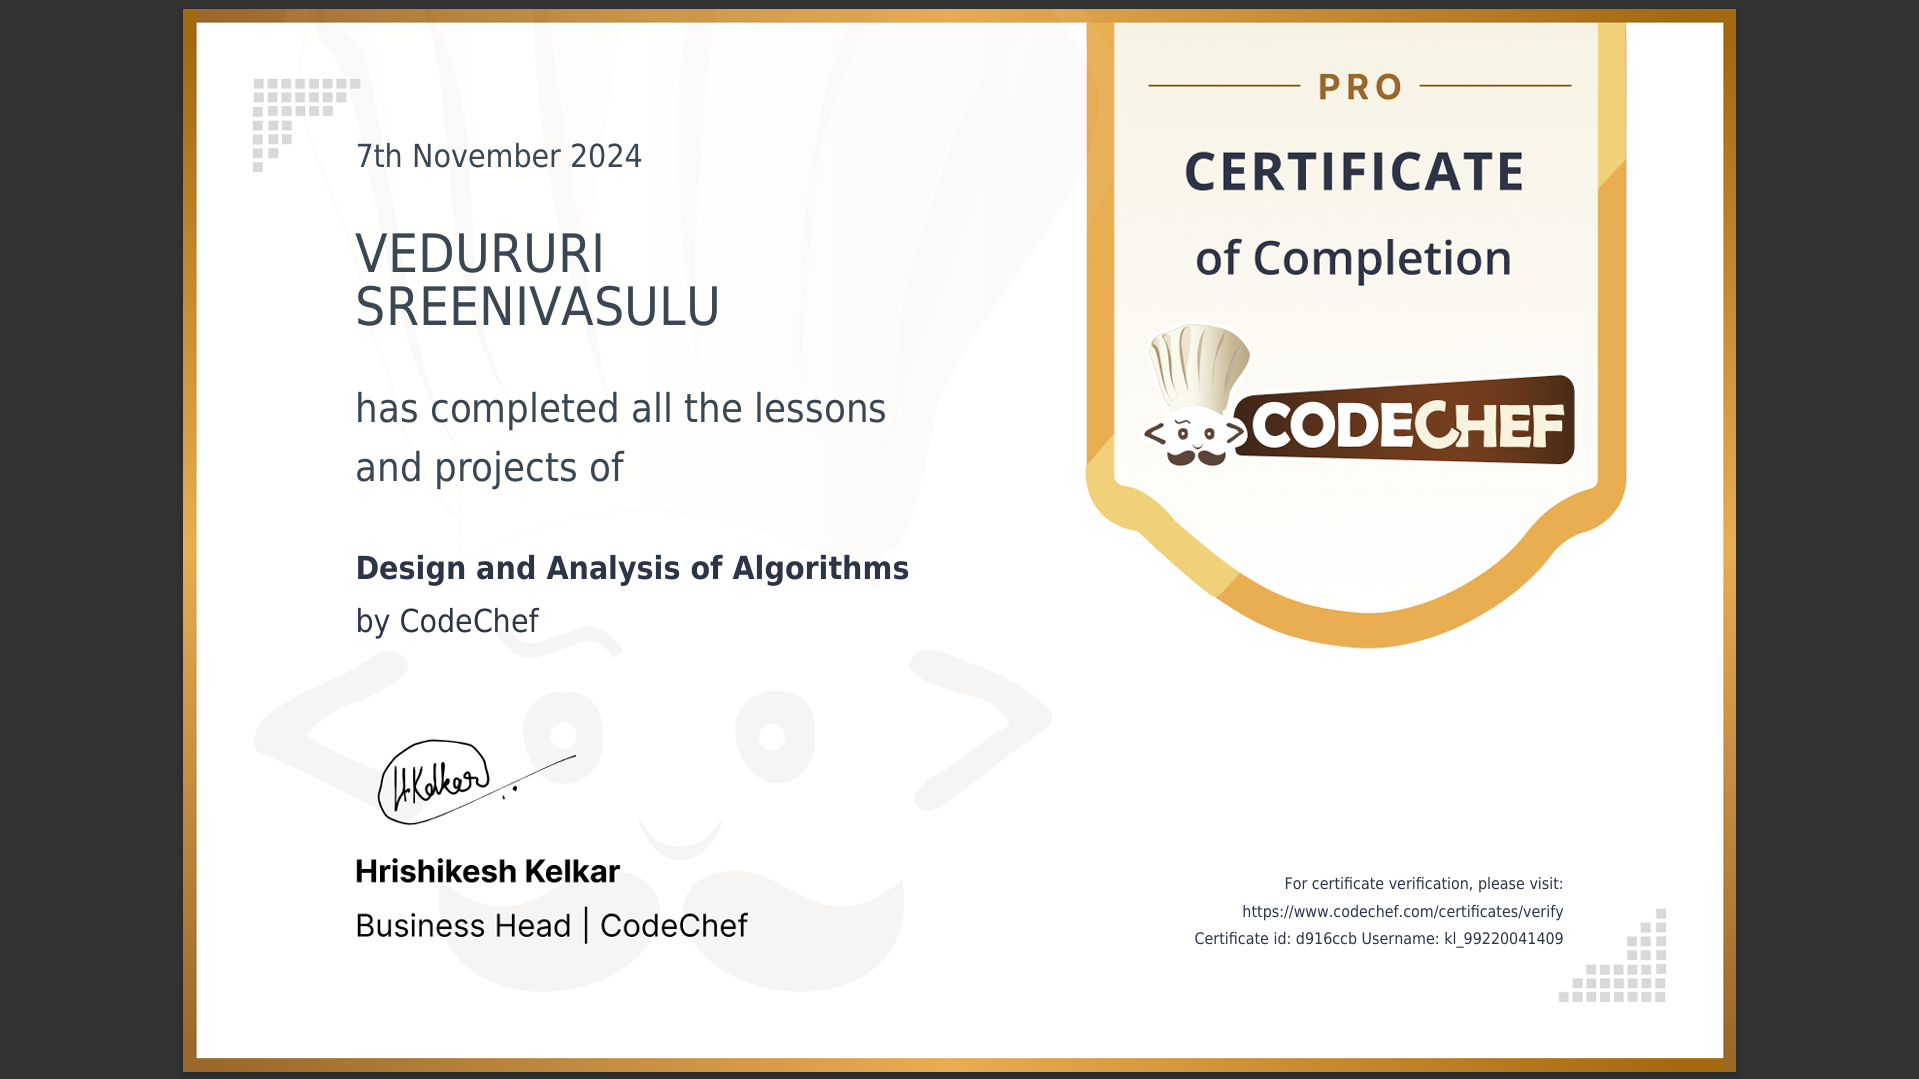 7th November 2024
VEDURURI
SREENIVASULU
has completed all the lessons
and projects of
Design and Analysis of Algorithms
by CodeChef
H.Kelkar
Hrishikesh Kelkar
Business Head | CodeChef
PRO
CERTIFICATE
of Completion
CODECHEF
For certificate verification, please visit:
https://www.codechef.com/certificates/verify
Certificate id: d916ccb Username: kl_99220041409